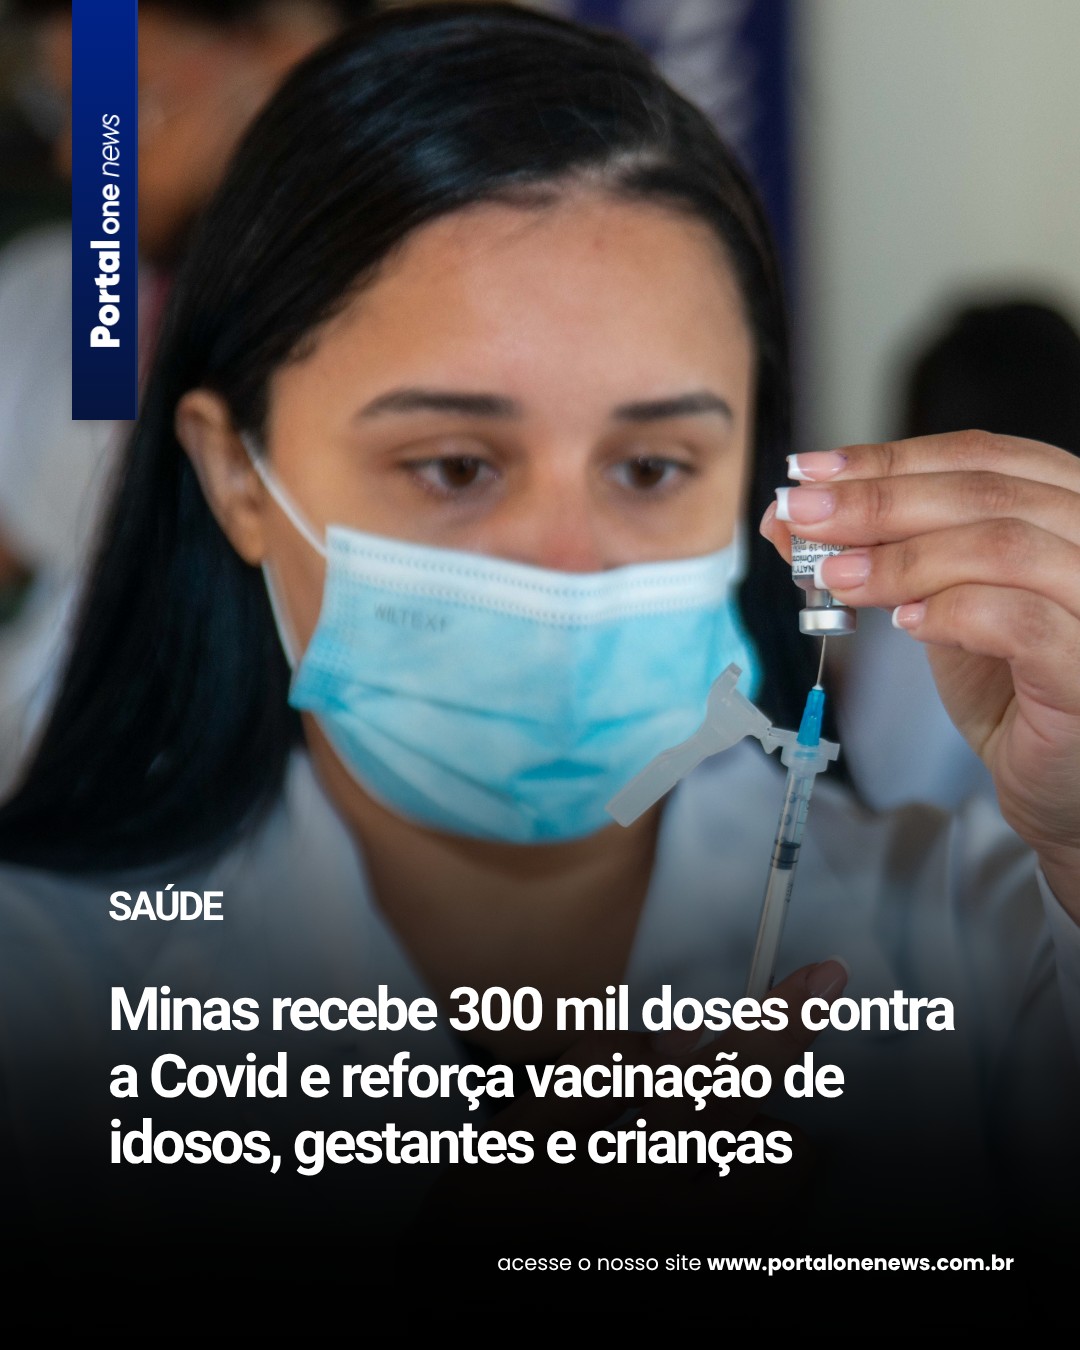 Portal one news
SAÚDE
Minas recebe 300 mil doses contra
a Covid e reforça vacinação de
idosos, gestantes e crianças
acesse o nosso site www.portalonenews.com.br